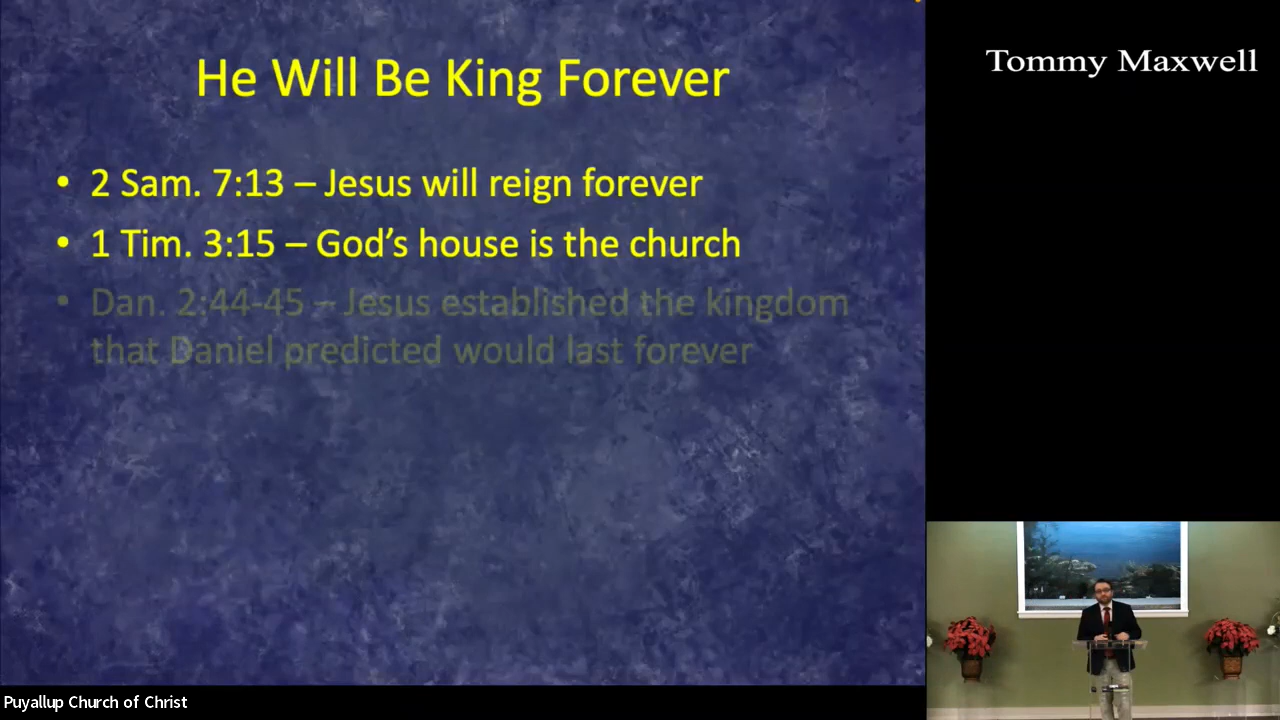 He Will Be King Forever
• 2 Sam. 7:13 – Jesus will reign forever
• 1 Tim. 3:15 – God’s house is the church
• Dan. 2:44-45 – Jesus established the kingdom
that Daniel predicted would last forever
Tommy Maxwell
Puyallup Church of Christ